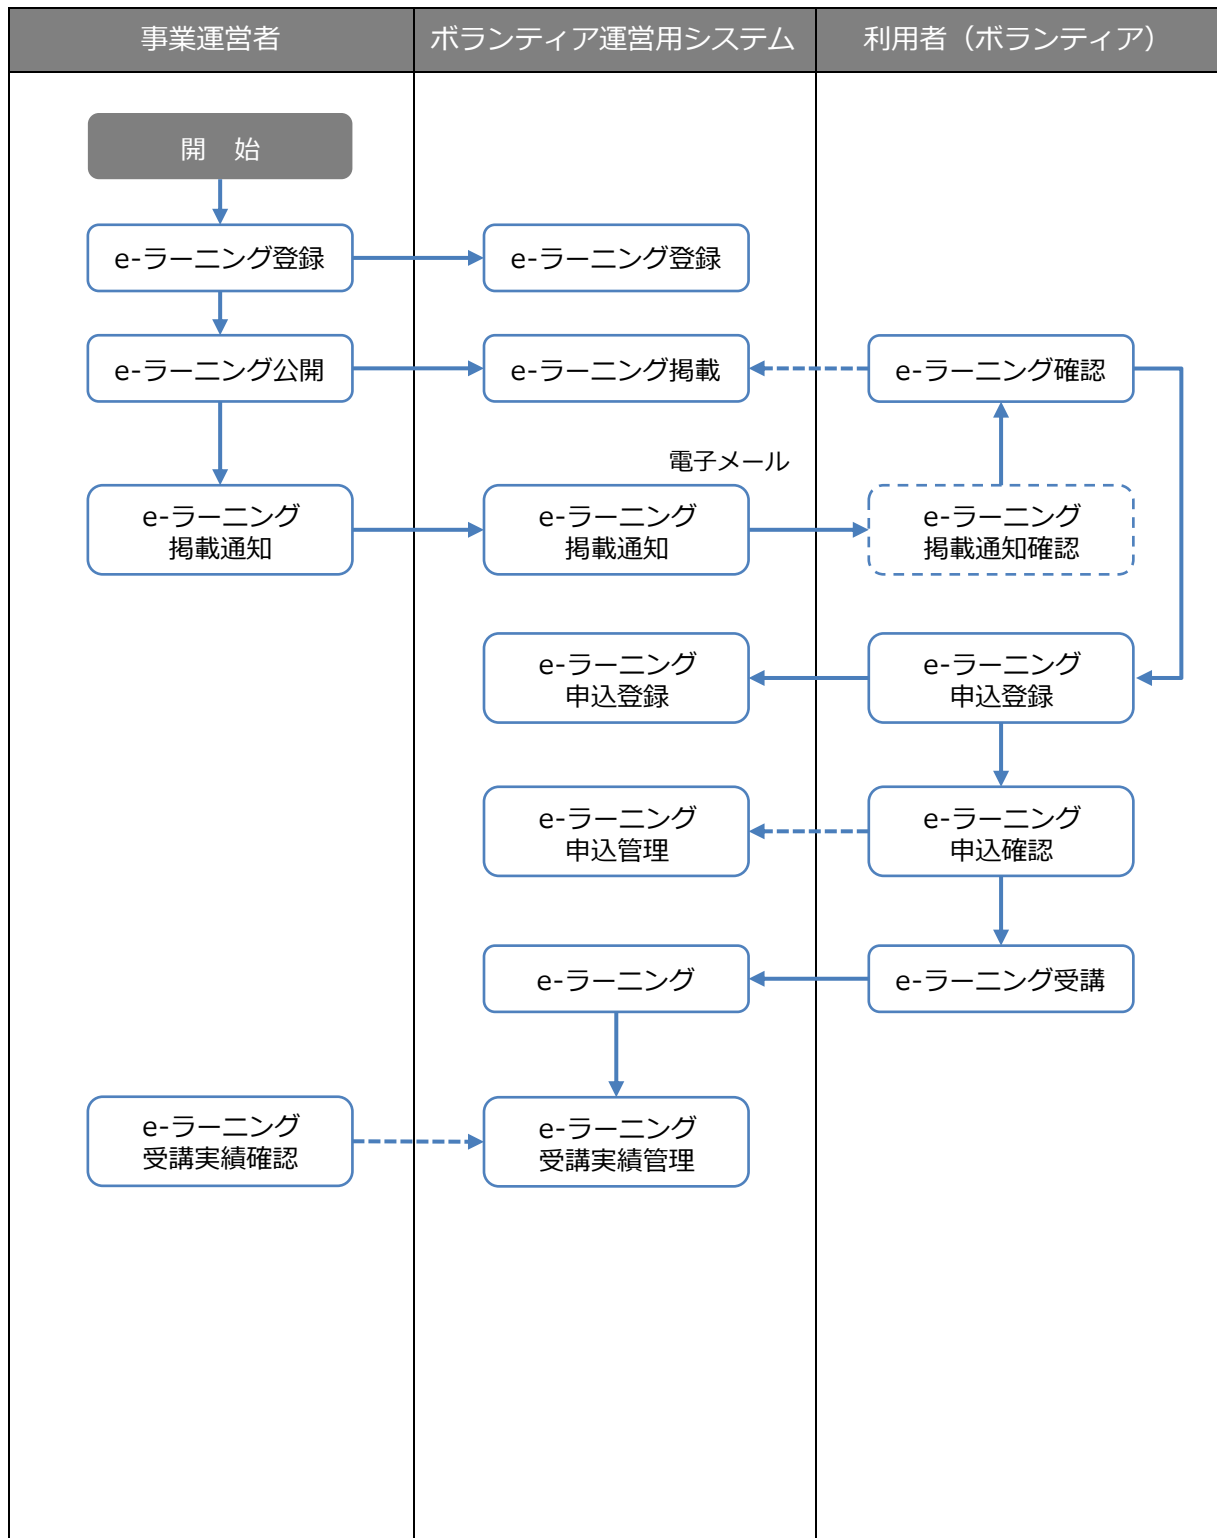 事業運営者
ボランティア運営用システム
利用者（ボランティア）
開　始
e-ラーニング登録
e-ラーニング登録
e-ラーニング公開
e-ラーニング掲載
e-ラーニング確認
電子メール
e-ラーニング
掲載通知
e-ラーニング
掲載通知
e-ラーニング
掲載通知確認
e-ラーニング
申込登録
e-ラーニング
申込登録
e-ラーニング
申込管理
e-ラーニング
申込確認
e-ラーニング
e-ラーニング受講
e-ラーニング
受講実績確認
e-ラーニング
受講実績管理